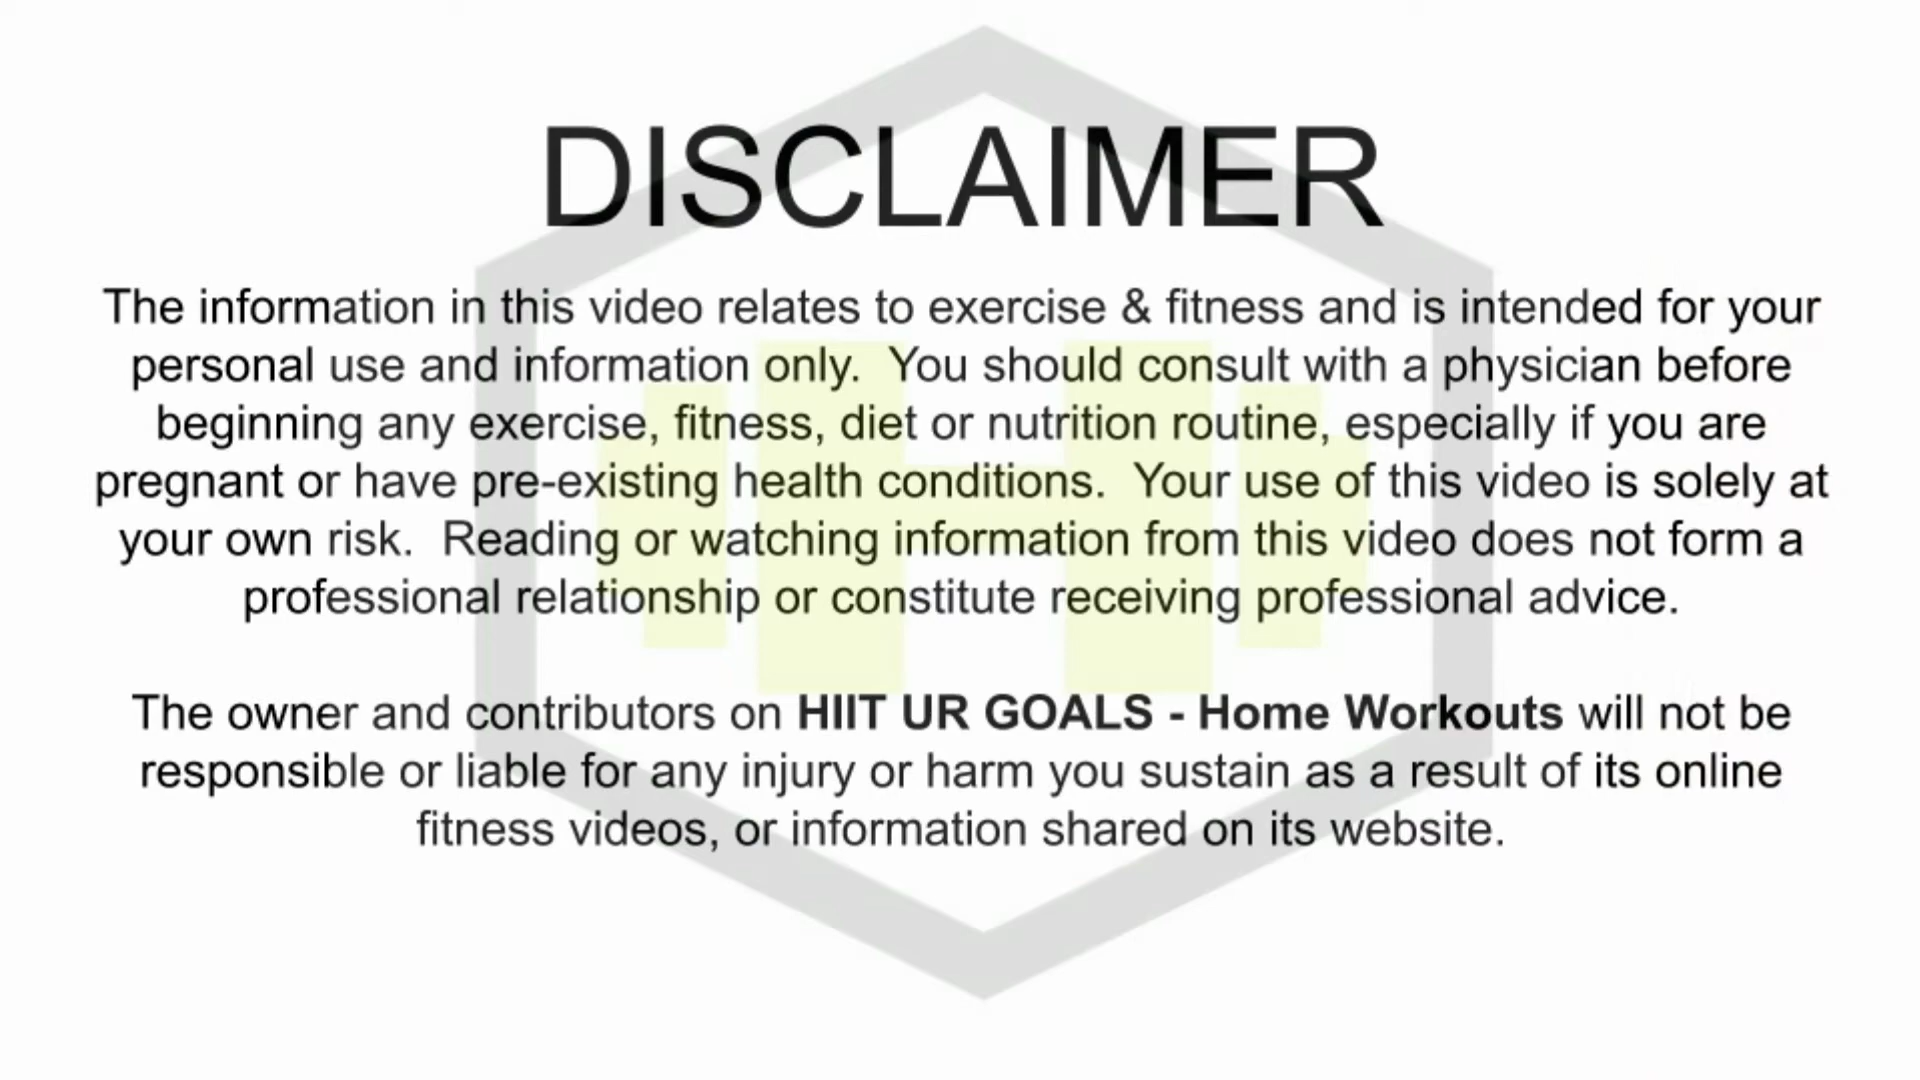 DISCLAIMER
The information in this video relates to exercise & fitness and is intended for your
personal use and information only.  You should consult with a physician before
beginning any exercise, fitness, diet or nutrition routine, especially if you are
pregnant or have pre-existing health conditions.  Your use of this video is solely at
your own risk.  Reading or watching information from this video does not form a
professional relationship or constitute receiving professional advice.
The owner and contributors on HIIT UR GOALS - Home Workouts will not be
responsible or liable for any injury or harm you sustain as a result of its online
fitness videos, or information shared on its website.